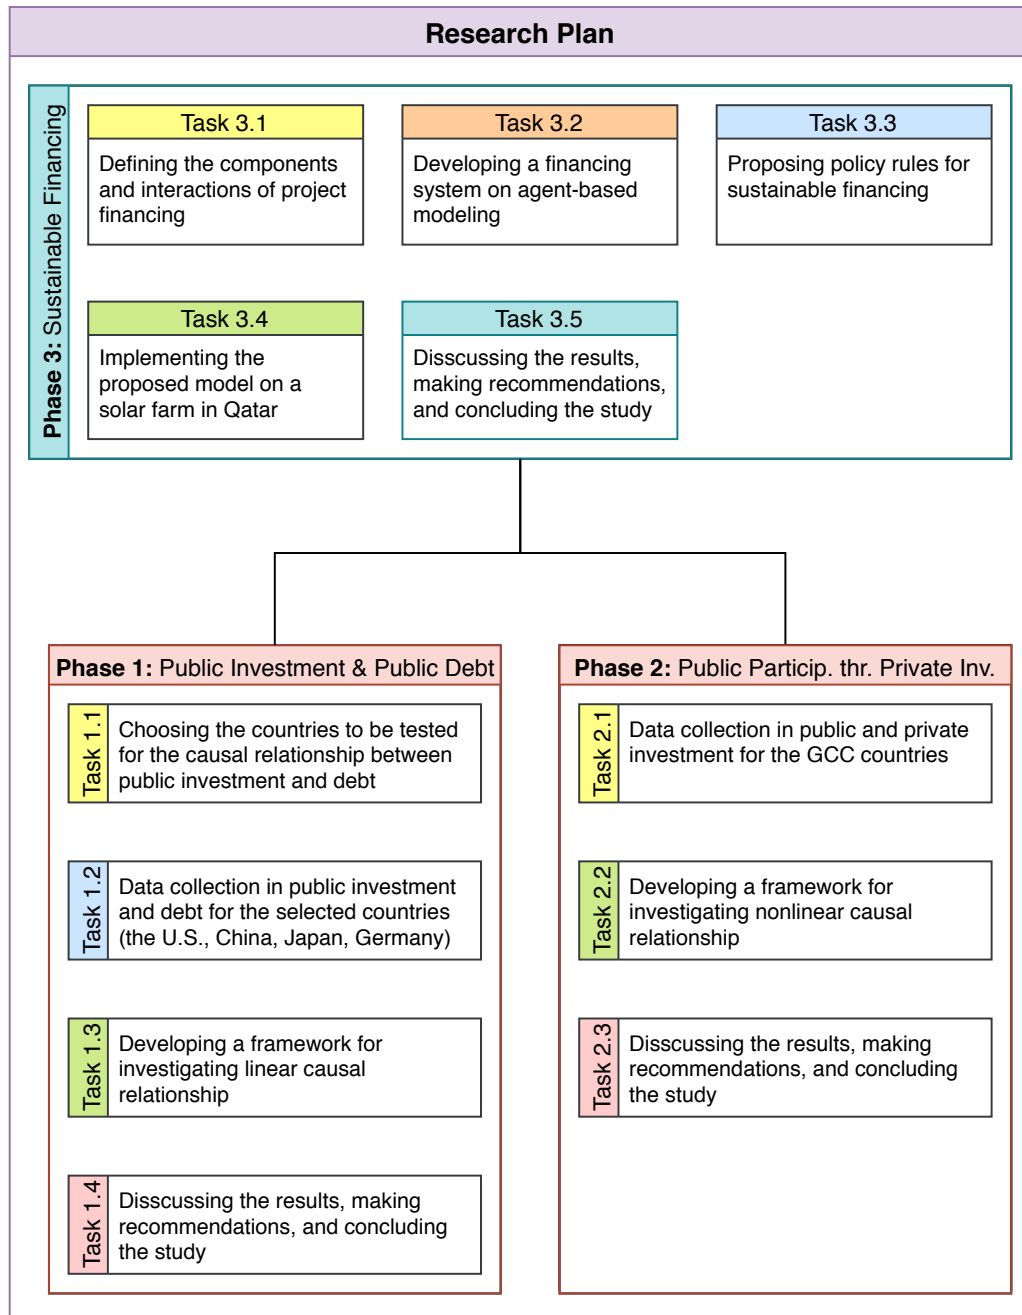 Research Plan
Phase 3: Sustainable Financing
Task 3.1
Defining the components
and interactions of project
financing
Task 3.2
Developing a financing
system on agent-based
modeling
Task 3.3
Proposing policy rules for
sustainable financing
Task 3.4
Implementing the
proposed model on a
solar farm in Qatar
Task 3.5
Disscussing the results,
making recommendations,
and concluding the study
Phase 1: Public Investment & Public Debt
Task 1.1
Choosing the countries to be tested
for the causal relationship between
public investment and debt
Task 1.2
Data collection in public investment
and debt for the selected countries
(the U.S., China, Japan, Germany)
Task 1.3
Developing a framework for
investigating linear causal
relationship
Task 1.4
Disscussing the results, making
recommendations, and concluding
the study
Phase 2: Public Particip. thr. Private Inv.
Task 2.1
Data collection in public and private
investment for the GCC countries
Task 2.2
Developing a framework for
investigating nonlinear causal
relationship
Task 2.3
Disscussing the results, making
recommendations, and concluding
the study